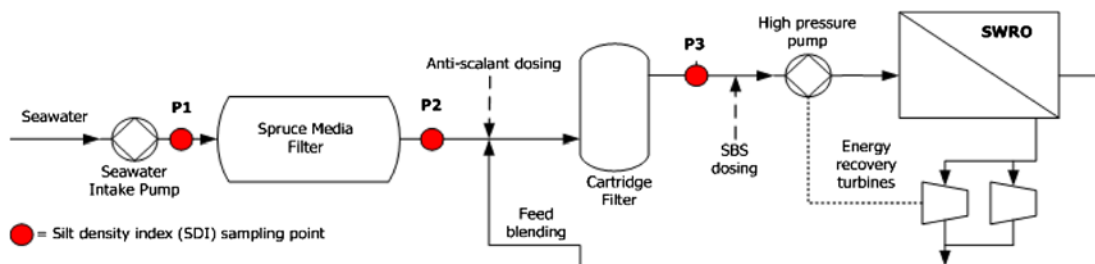 Seawater
P1
Seawater
Intake Pump
Spruce Media
Filter
P2
Anti-scalant dosing
Feed
blending
Cartridge
Filter
P3
SBS
dosing
High pressure
pump
SWRO
Energy
recovery
turbines
= Silt density index (SDI) sampling point